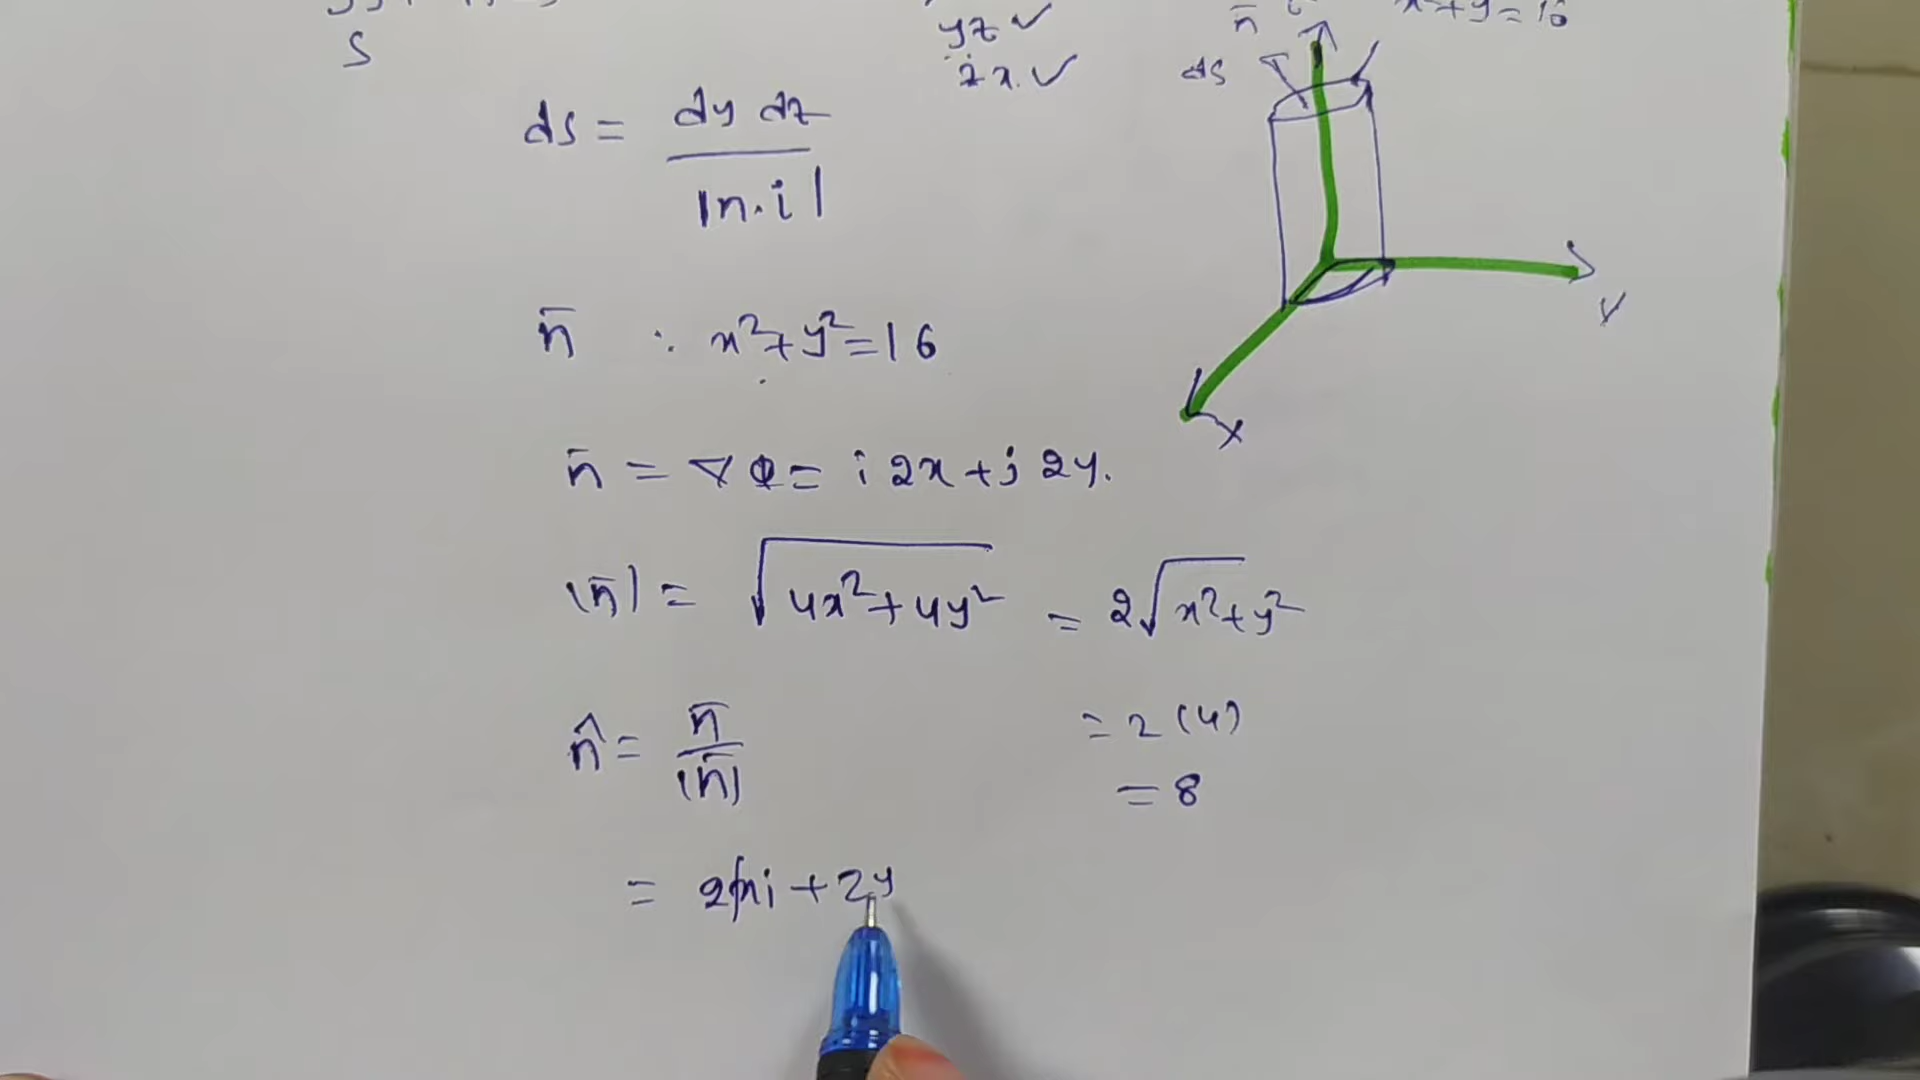 S
yz ✓
zx. ✓
n̄
x²+y²=16
ds
ds = dy dz / |n.i|
n̄ : x²+y²=16
n̄ = ∇Φ = i 2x + j 2y.
|n̄| = √4x²+4y² = 2√x²+y²
= 2(4)
= 8
n̂ = n̄ / |n̄|
= 2xi + 2y
y
x